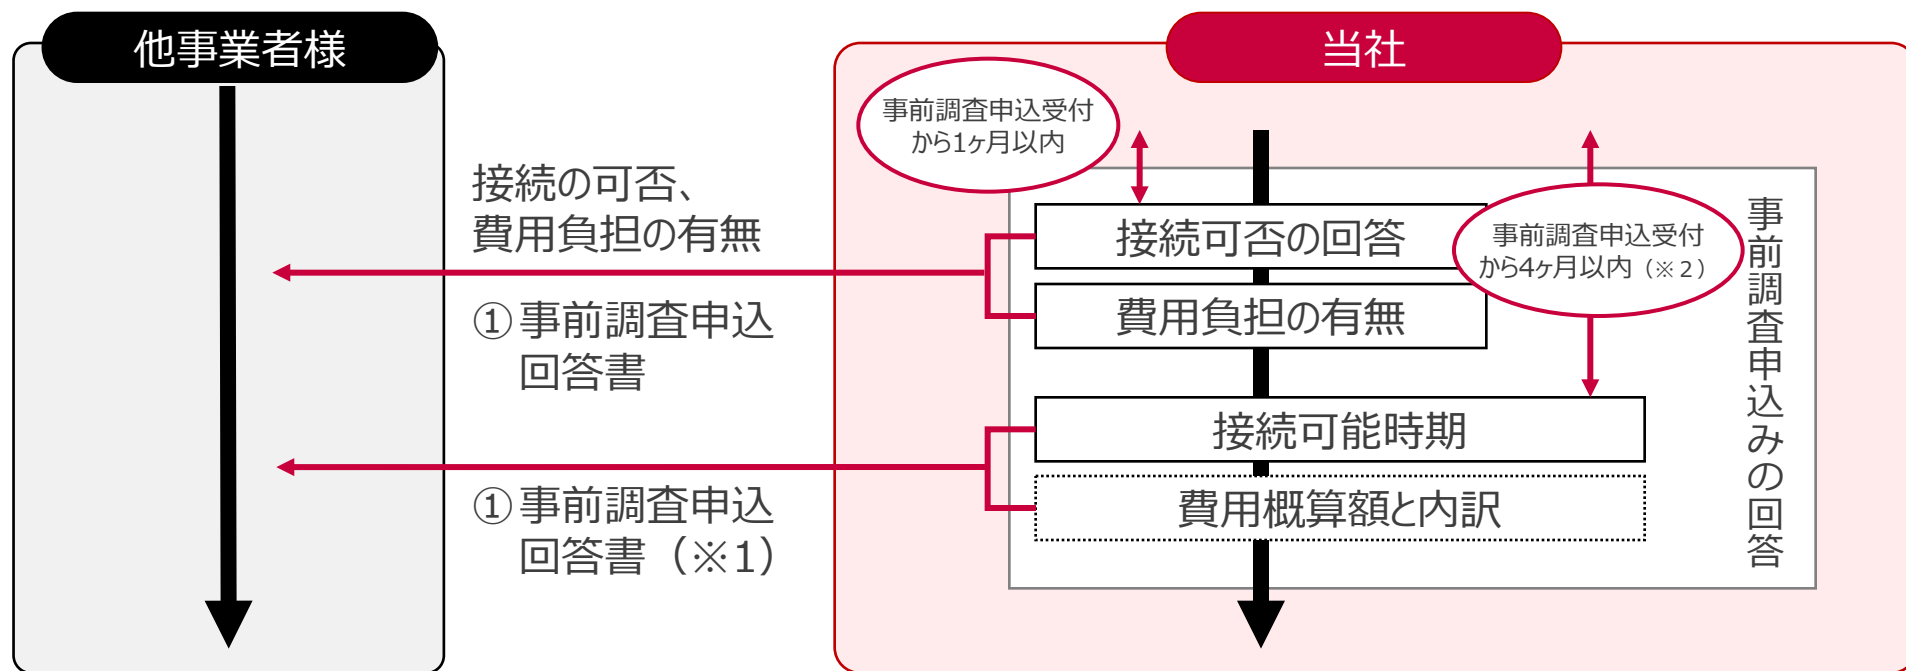 他事業者様
当社
事前調査申込受付
から1ヶ月以内
接続の可否、
費用負担の有無
①事前調査申込
回答書
接続可否の回答
費用負担の有無
事前調査申込受付
から4ヶ月以内(※2)
接続可能時期
費用概算額と内訳
①事前調査申込
回答書(※1)
事前調査申込みの回答